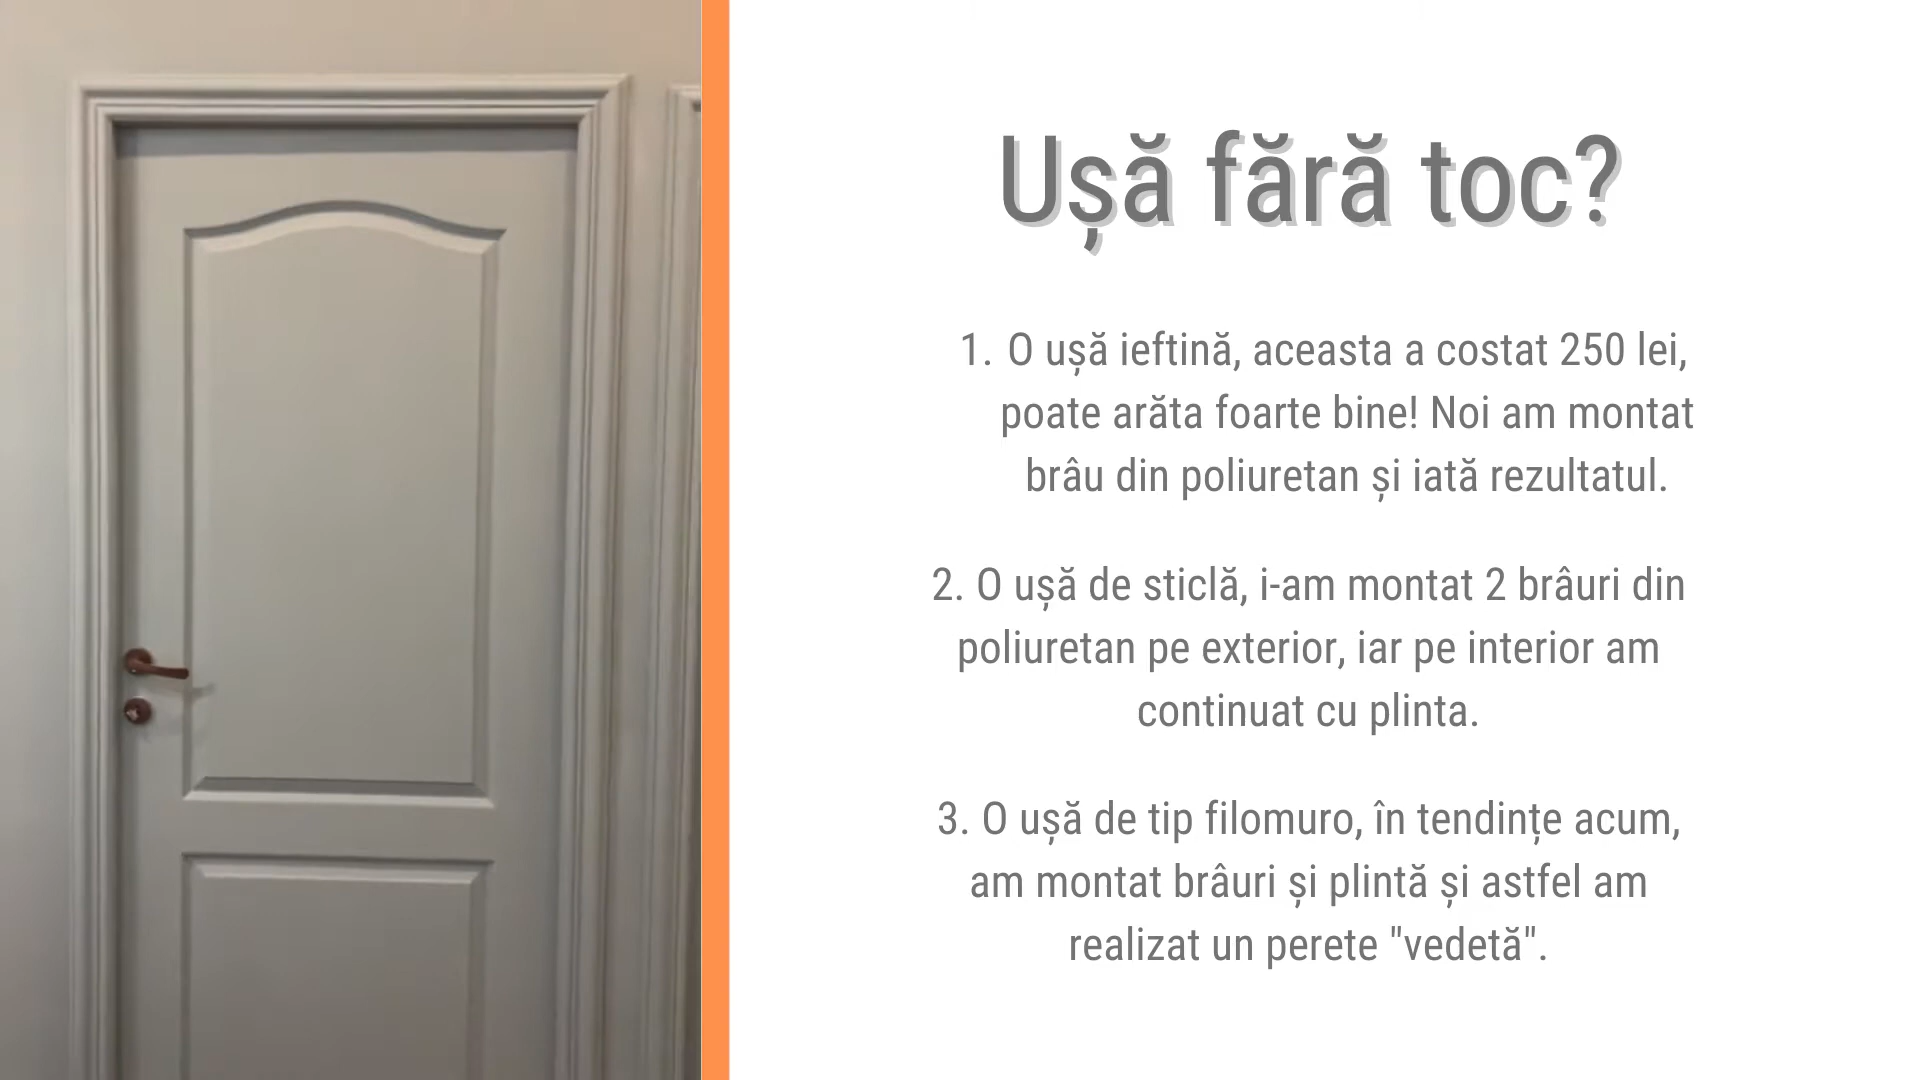 Ușă fără toc?
1. O ușă ieftină, aceasta a costat 250 lei,
poate arăta foarte bine! Noi am montat
brâu din poliuretan și iată rezultatul.
2. O ușă de sticlă, i-am montat 2 brâuri din
poliuretan pe exterior, iar pe interior am
continuat cu plinta.
3. O ușă de tip filomuro, în tendințe acum,
am montat brâuri și plintă și astfel am
realizat un perete "vedetă".